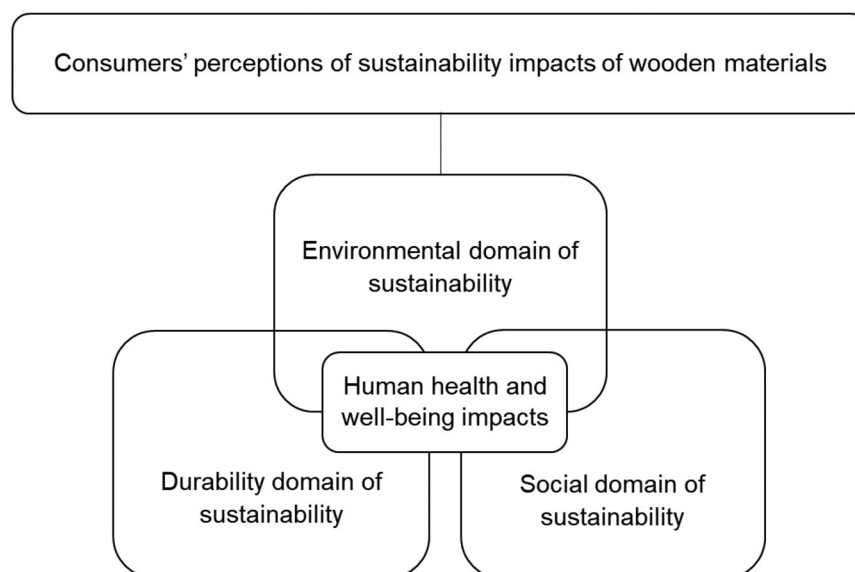 Consumers’ perceptions of sustainability impacts of wooden materials
Environmental domain of
sustainability
Human health and
well-being impacts
Durability domain of
sustainability
Social domain of
sustainability